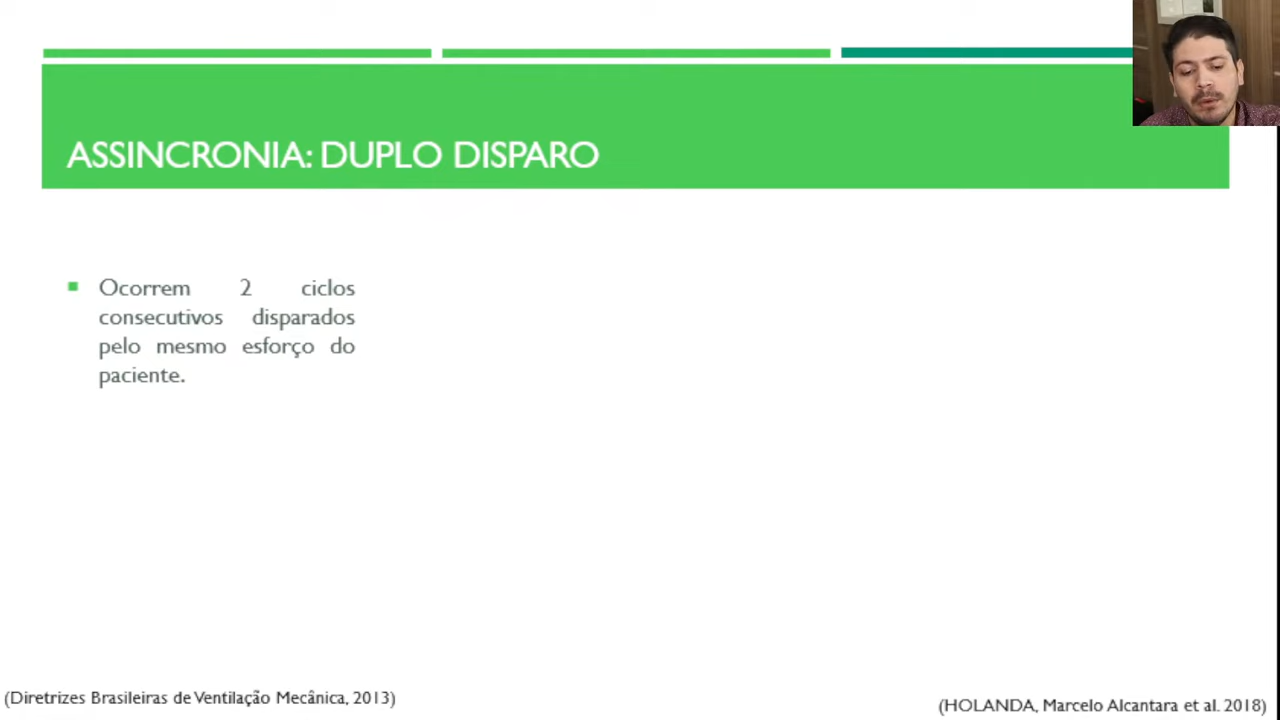 ASSINCRONIA: DUPLO DISPARO
Ocorrem 2 ciclos
consecutivos disparados
pelo mesmo esforço do
paciente.
(Diretrizes Brasileiras de Ventilação Mecânica, 2013)
(HOLANDA, Marcelo Alcantara et al. 2018)